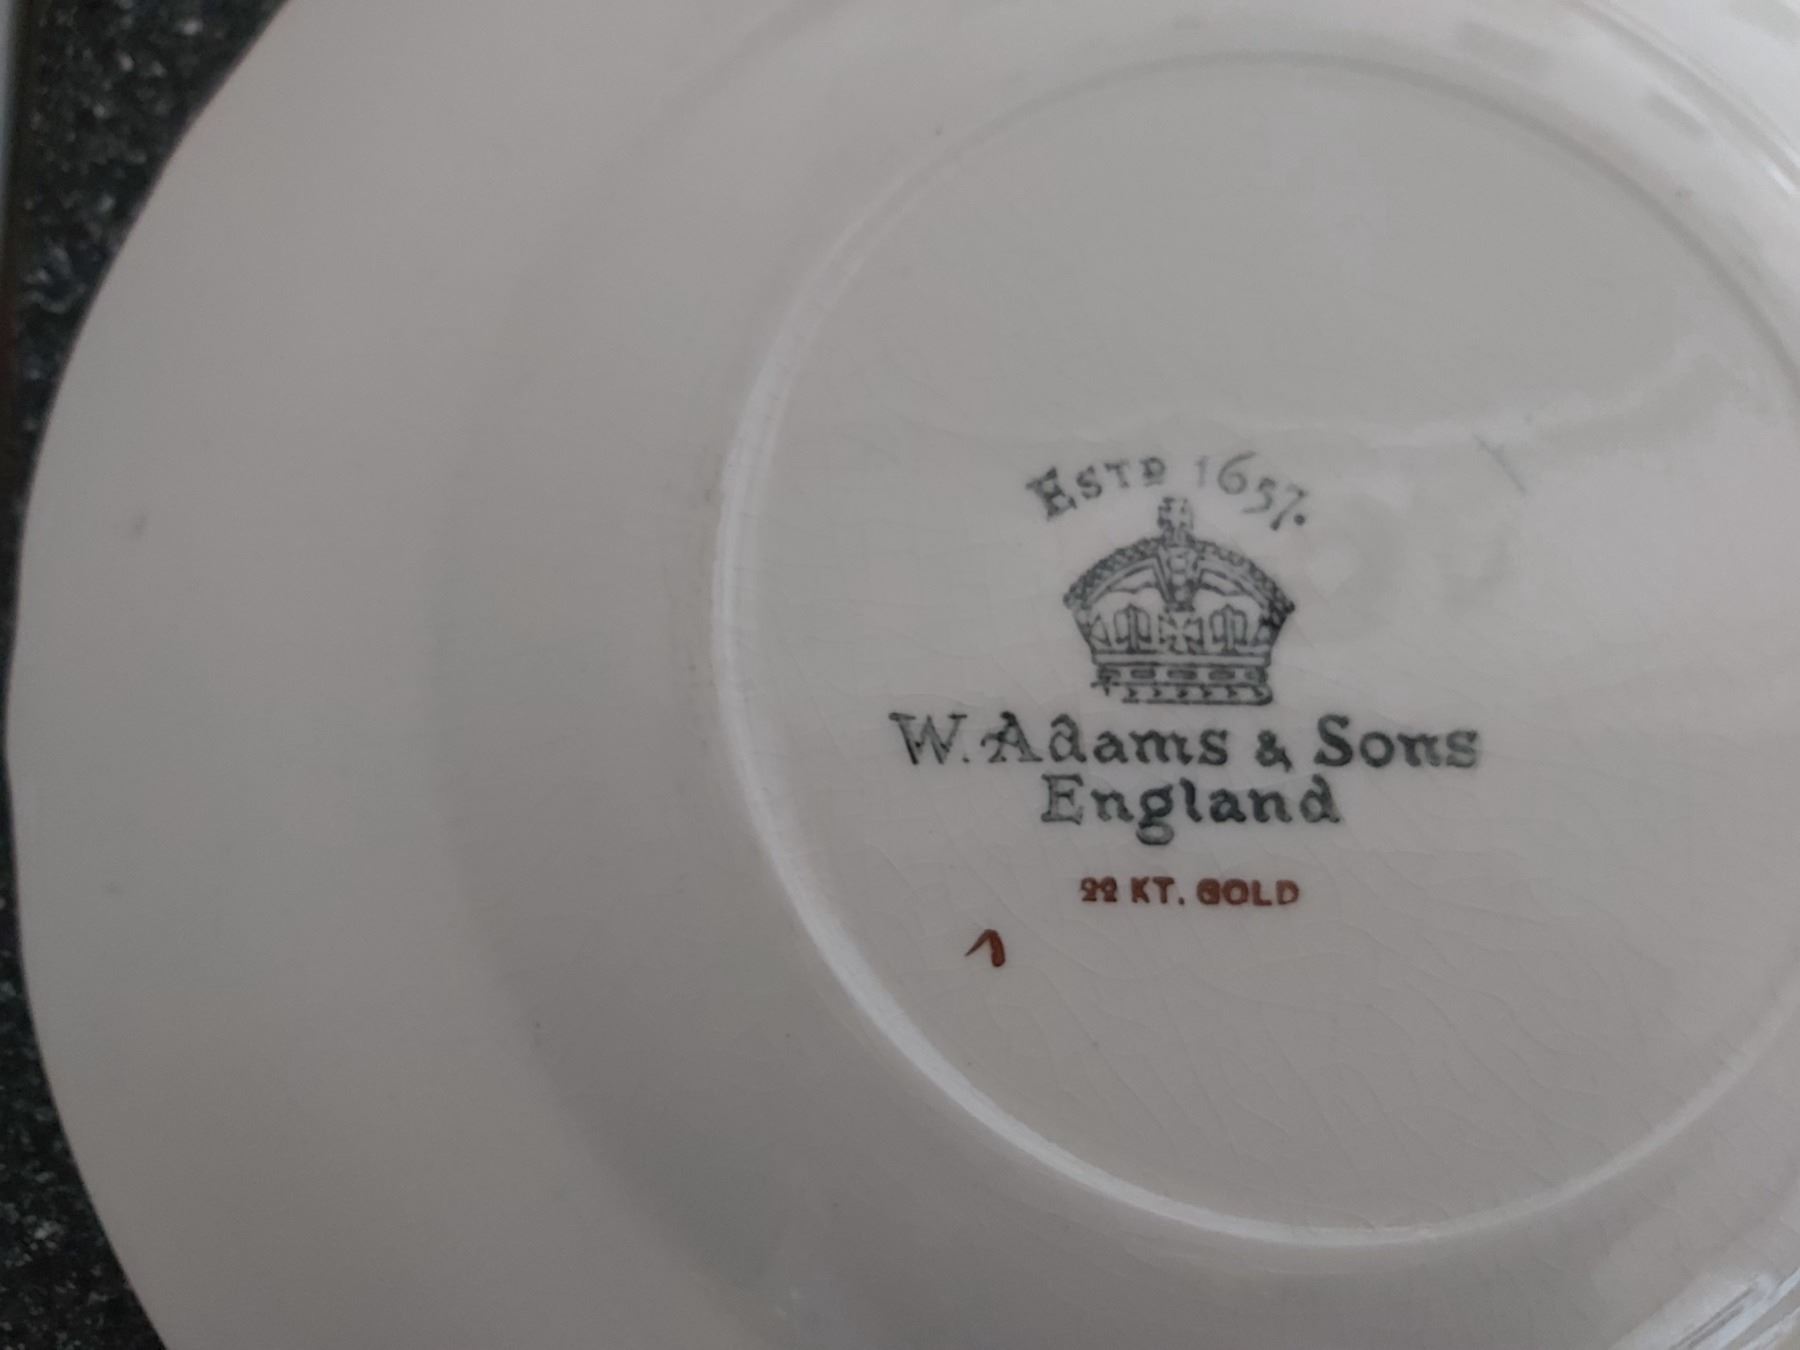 ESTD 1657.
W. Adams & Sons
England
22 KT. GOLD